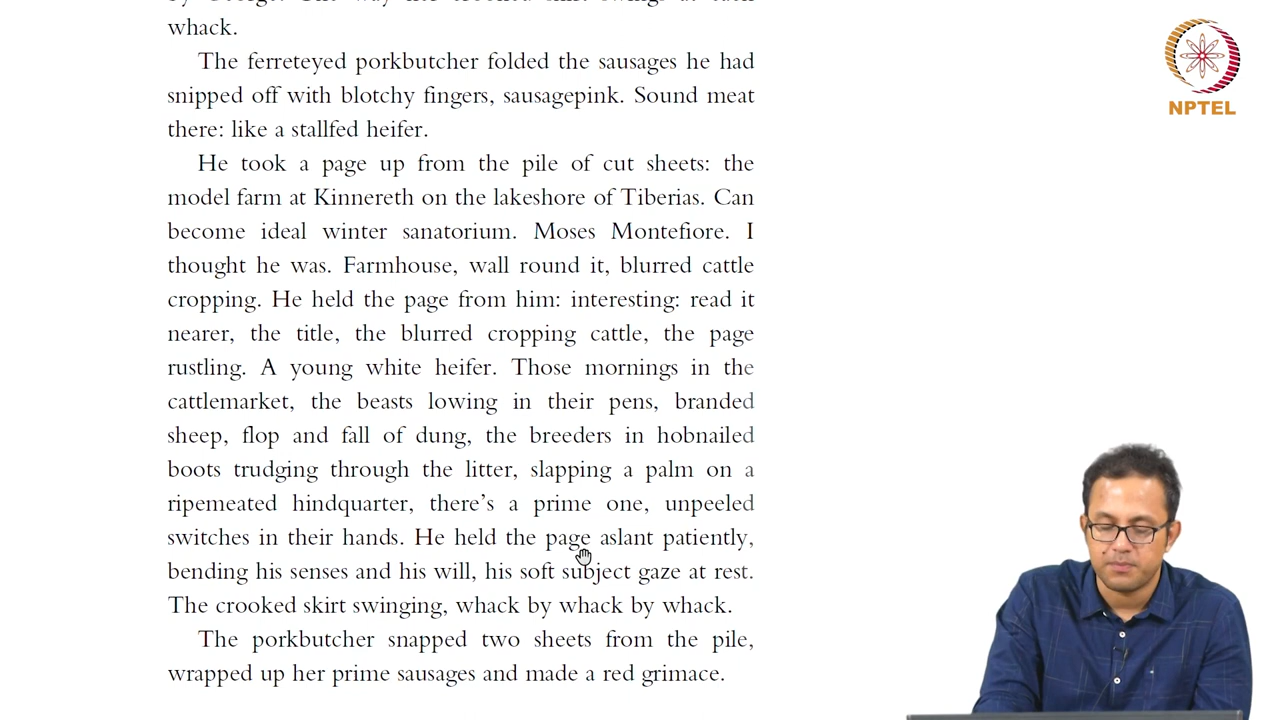 whack.
The ferreteyed porkbutcher folded the sausages he had
snipped off with blotchy fingers, sausagepink. Sound meat
there: like a stallfed heifer.
He took a page up from the pile of cut sheets: the
model farm at Kinnereth on the lakeshore of Tiberias. Can
become ideal winter sanatorium. Moses Montefiore. I
thought he was. Farmhouse, wall round it, blurred cattle
cropping. He held the page from him: interesting: read it
nearer, the title, the blurred cropping cattle, the page
rustling. A young white heifer. Those mornings in the
cattlemarket, the beasts lowing in their pens, branded
sheep, flop and fall of dung, the breeders in hobnailed
boots trudging through the litter, slapping a palm on a
ripemeated hindquarter, there's a prime one, unpeeled
switches in their hands. He held the page aslant patiently,
bending his senses and his will, his soft subject gaze at rest.
The crooked skirt swinging, whack by whack by whack.
The porkbutcher snapped two sheets from the pile,
wrapped up her prime sausages and made a red grimace.
NPTEL